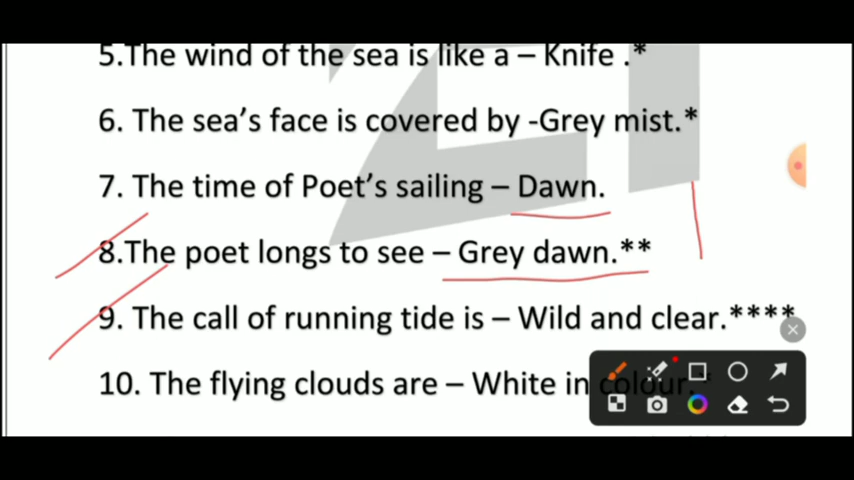 5.The wind of the sea is like a – Knife .*
6. The sea's face is covered by -Grey mist.*
7. The time of Poet's sailing – Dawn.
8.The poet longs to see – Grey dawn.**
9. The call of running tide is – Wild and clear.****
10. The flying clouds are – White in colour.*